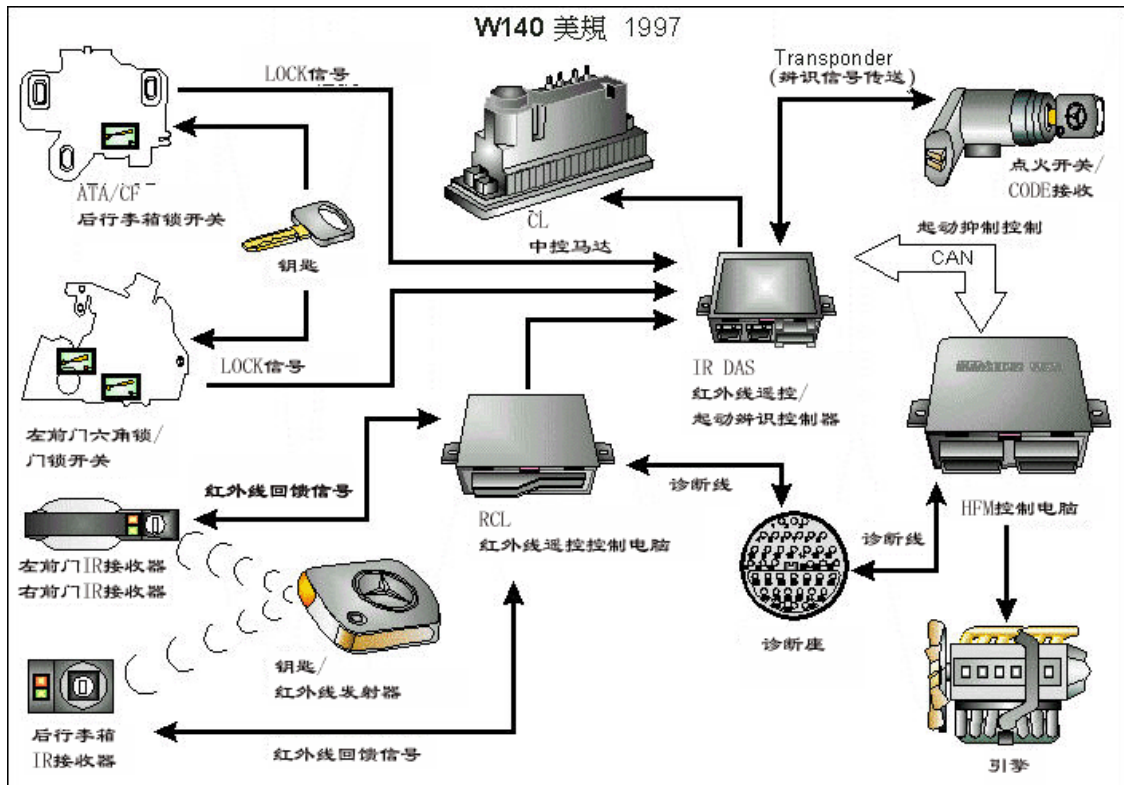 W140 美規 1997
LOCK信号
Transponder
(辨识信号传送)
ATA/CF
后行李箱锁开关
钥匙
CL
中控马达
点火开关/
CODE接收
起动抑制控制
CAN
LOCK信号
IR DAS
红外线遥控/
起动辨识控制器
左前门六角锁/
门锁开关
红外线回馈信号
诊断线
RCL
红外线遥控控制电脑
HFM控制电脑
诊断线
左前门IR接收器
右前门IR接收器
诊断座
钥匙/
红外线发射器
后行李箱
IR接收器
红外线回馈信号
引擎